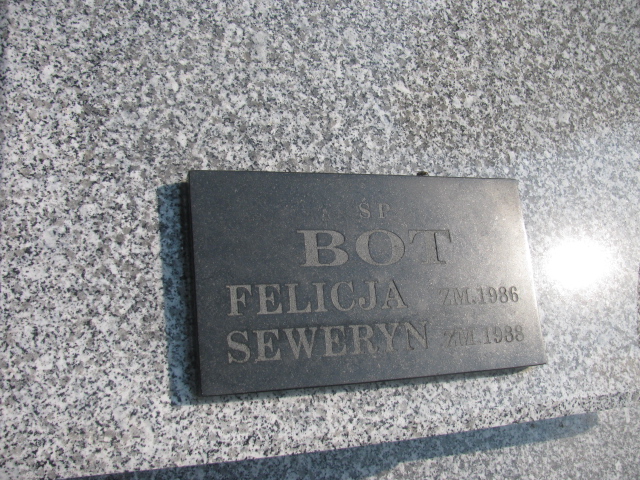 ŚP
BOT
FELICJA ZM.1986
SEWERYN ZM.1988